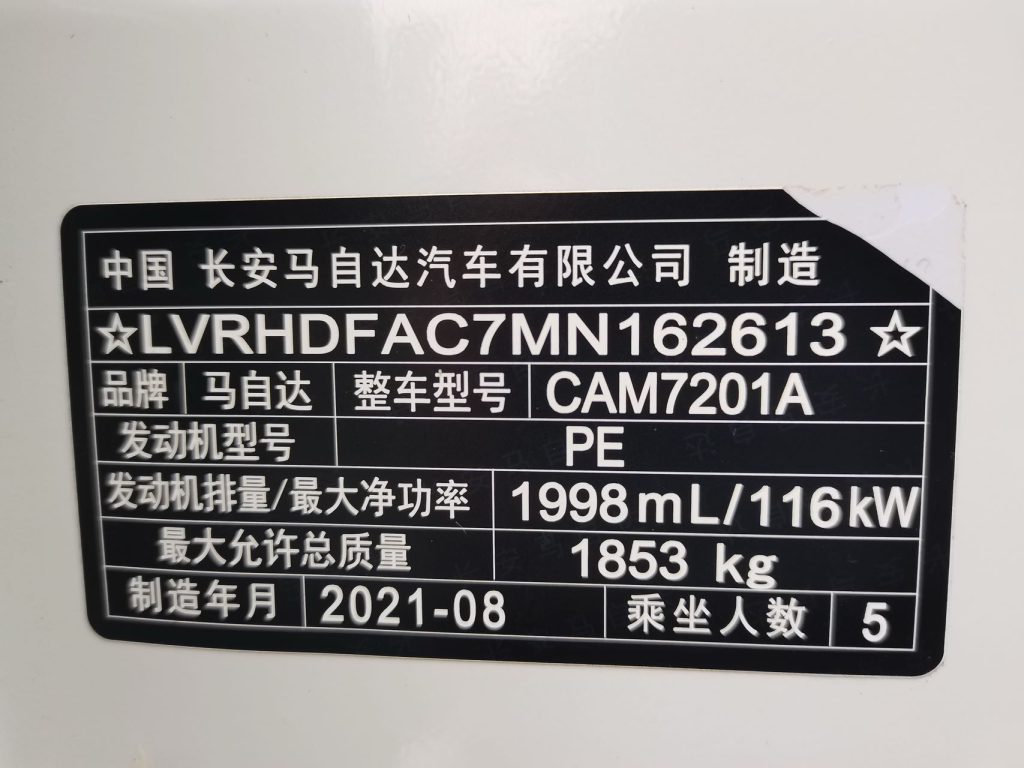 中国 长安马自达汽车有限公司 制造
☆LVRHDFAC7MN162613☆
品牌 马自达 整车型号 CAM7201A
发动机型号 PE
发动机排量/最大净功率 1998mL/116kW
最大允许总质量 1853 kg
制造年月 2021-08 乘坐人数 5